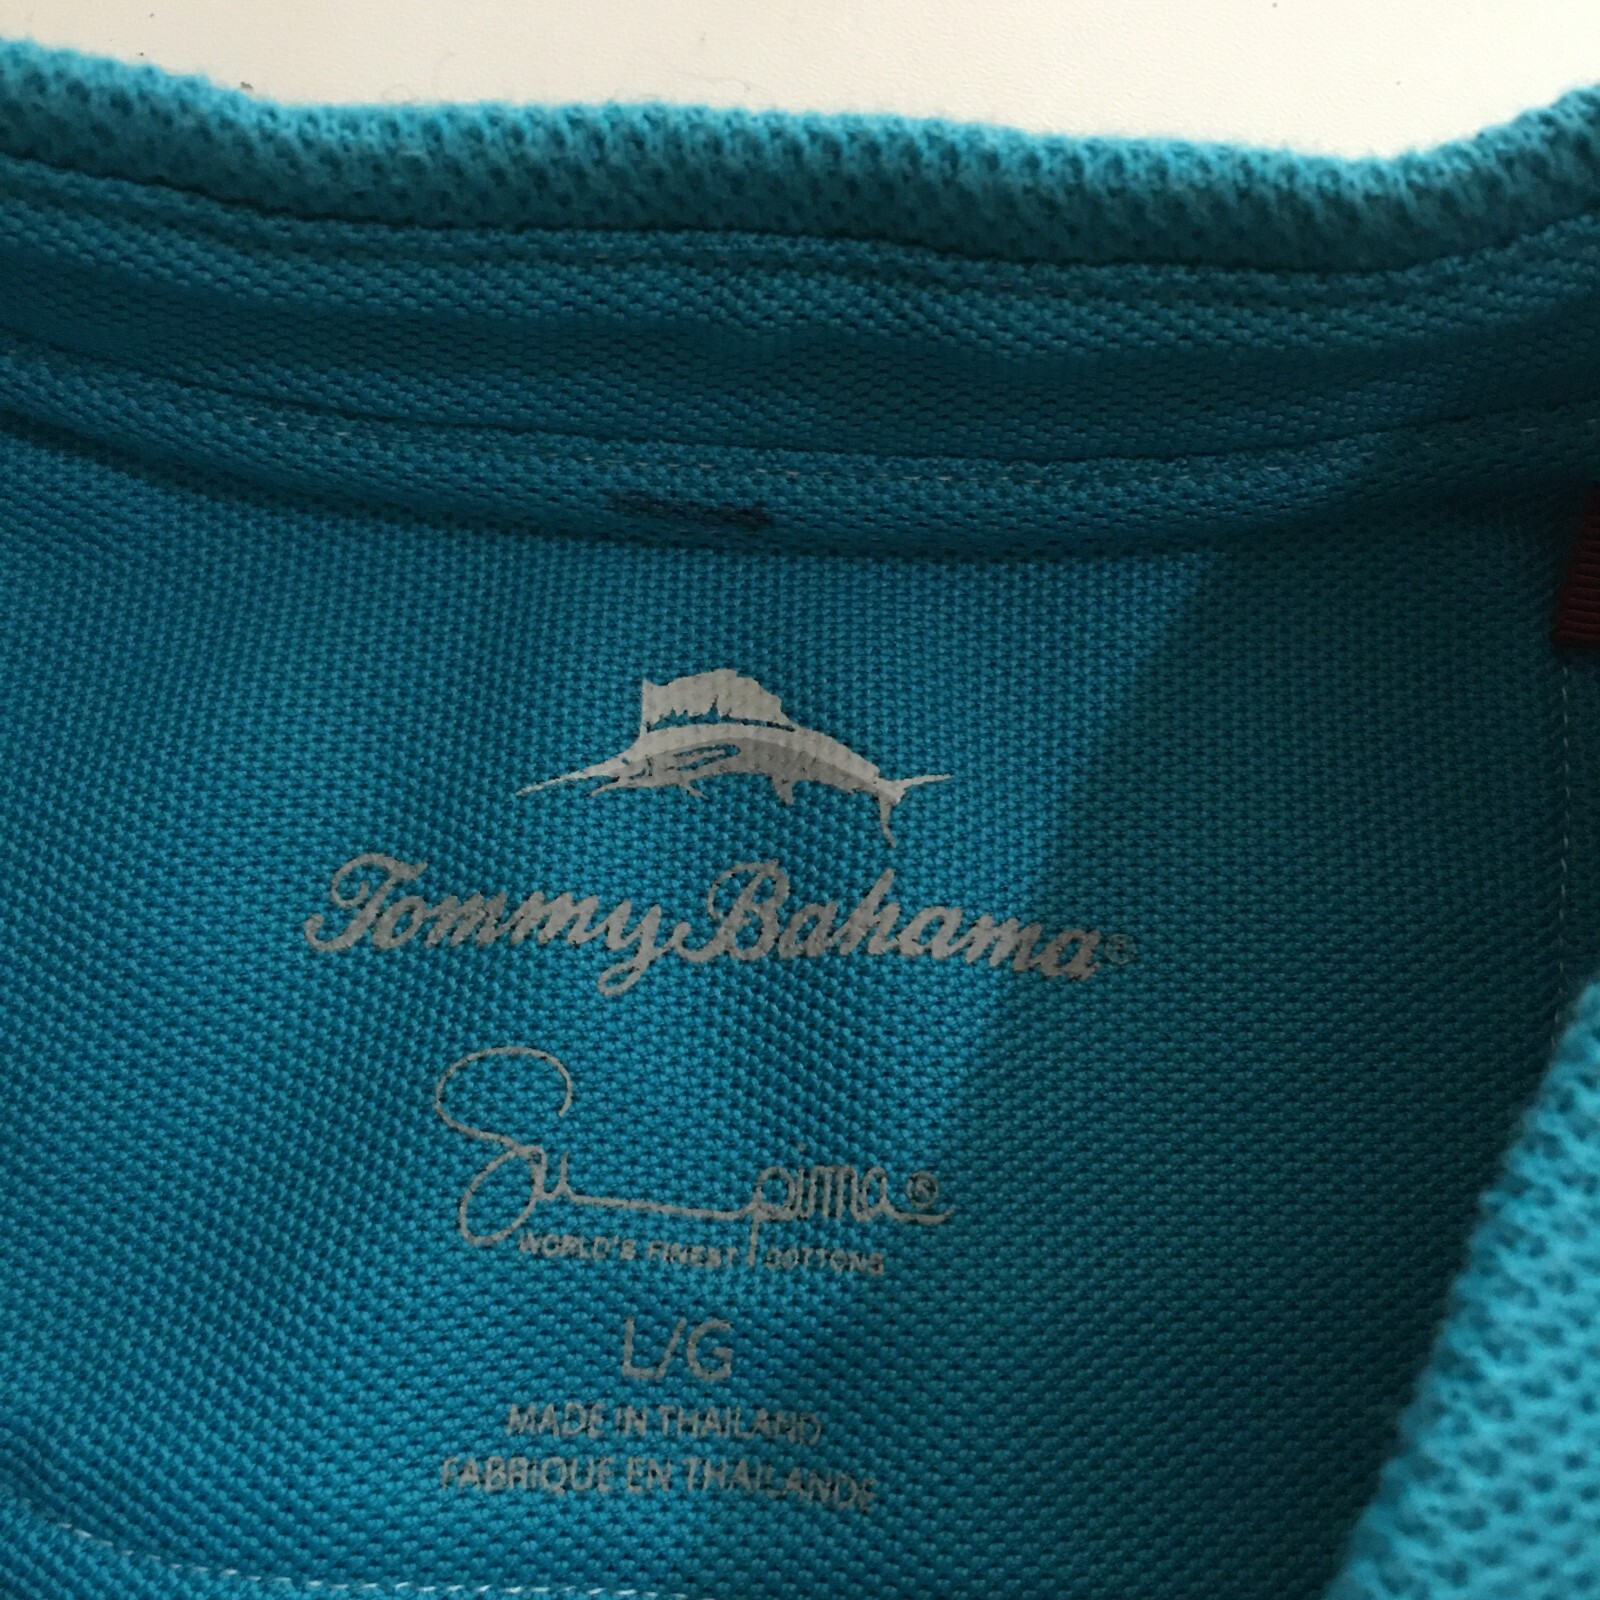 Tommy Bahama®
Supima®
WORLD'S FINEST COTTONS
L/G
MADE IN THAILAND
FABRIQUE EN THAILANDE